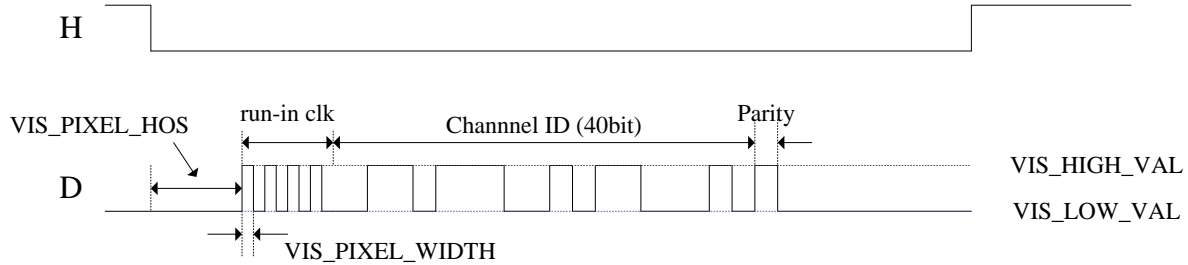 H
run-in clk
Parity
VIS_PIXEL_HOS
Channnel ID (40bit)
VIS_HIGH_VAL
D
VIS_LOW_VAL
VIS_PIXEL_WIDTH